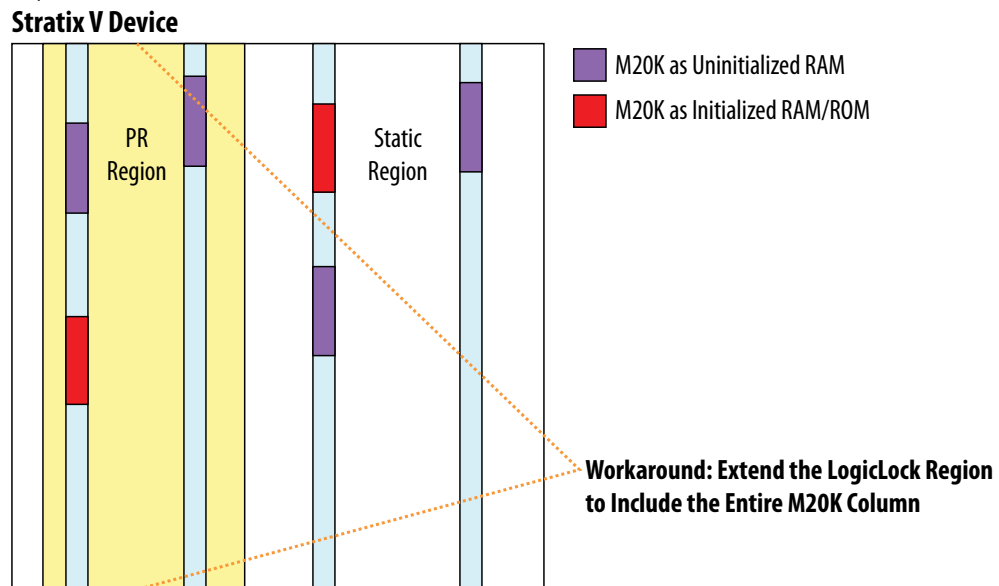 Stratix V Device
M20K as Uninitialized RAM
M20K as Initialized RAM/ROM
PR
Region
Static
Region
Workaround: Extend the LogicLock Region
to Include the Entire M20K Column